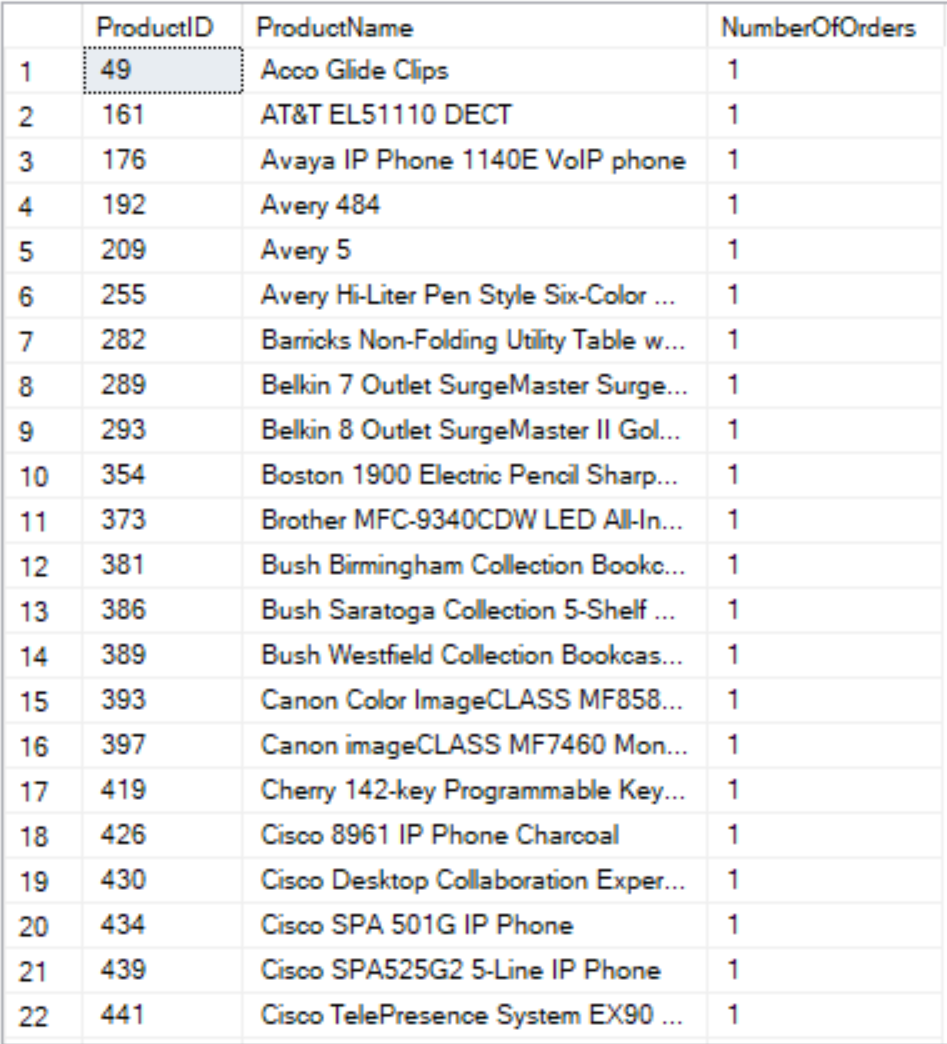 ProductID ProductName NumberOfOrders
1 49 Acco Glide Clips 1
2 161 AT&T EL51110 DECT 1
3 176 Avaya IP Phone 1140E VoIP phone 1
4 192 Avery 484 1
5 209 Avery 5 1
6 255 Avery Hi-Liter Pen Style Six-Color ... 1
7 282 Barricks Non-Folding Utility Table w... 1
8 289 Belkin 7 Outlet SurgeMaster Surge... 1
9 293 Belkin 8 Outlet SurgeMaster II Gol... 1
10 354 Boston 1900 Electric Pencil Sharp... 1
11 373 Brother MFC-9340CDW LED All-In... 1
12 381 Bush Birmingham Collection Bookc... 1
13 386 Bush Saratoga Collection 5-Shelf ... 1
14 389 Bush Westfield Collection Bookcas... 1
15 393 Canon Color ImageCLASS MF858... 1
16 397 Canon imageCLASS MF7460 Mon... 1
17 419 Cherry 142-key Programmable Key... 1
18 426 Cisco 8961 IP Phone Charcoal 1
19 430 Cisco Desktop Collaboration Exper... 1
20 434 Cisco SPA 501G IP Phone 1
21 439 Cisco SPA525G2 5-Line IP Phone 1
22 441 Cisco TelePresence System EX90 ... 1